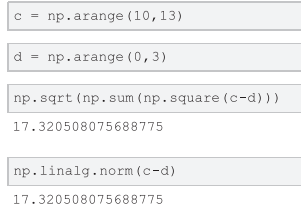 c = np.arange(10,13)
d = np.arange(0,3)
np.sqrt(np.sum(np.square(c-d)))
17.320508075688775
np.linalg.norm(c-d)
17.320508075688775